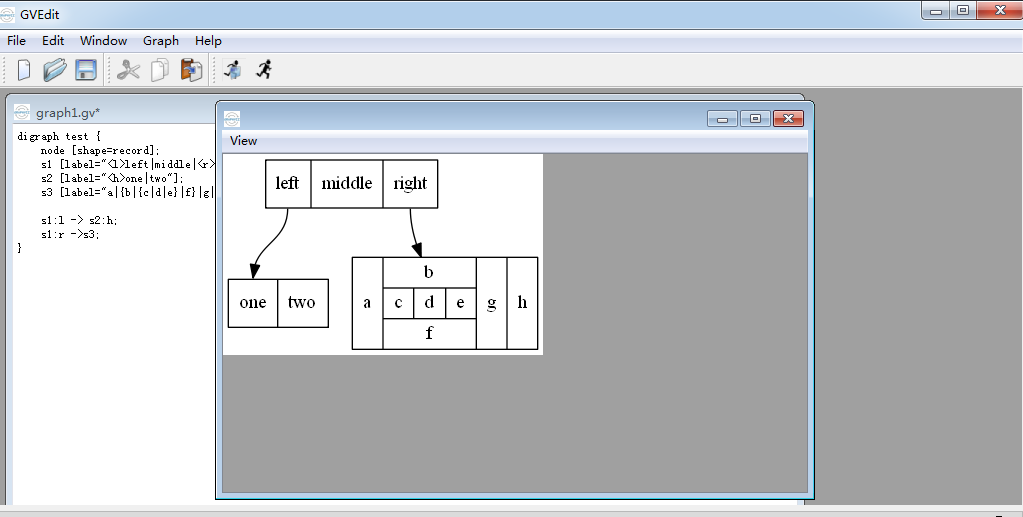 GVEdit
File Edit Window Graph Help
graph1.gv*
digraph test {
node [shape=record];
s1 [label="<l>left|middle|<r>
s2 [label="<h>one|two"];
s3 [label="a|{b|{c|d|e}|f}|g|
s1:l -> s2:h;
s1:r ->s3;
}
View
left middle right
one two
a
b
c d e
f
g
h